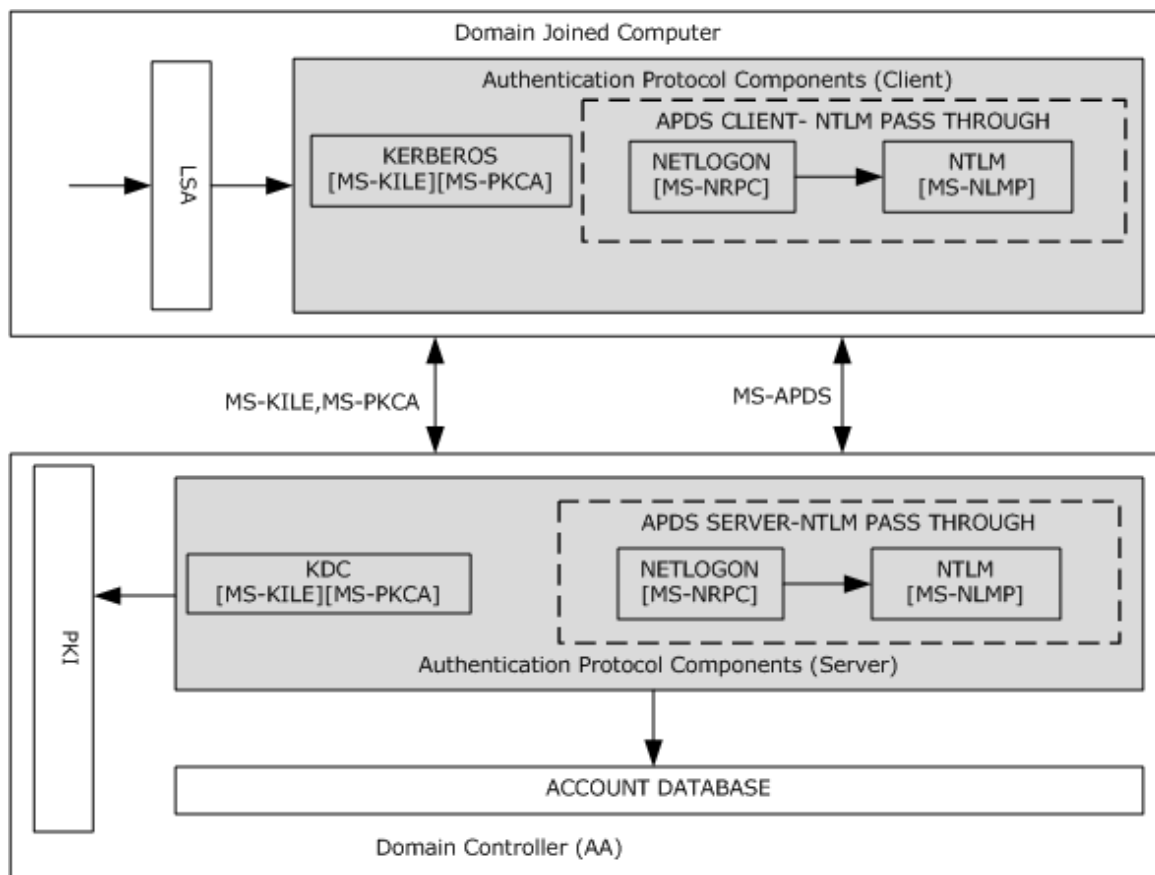 Domain Joined Computer
LSA
Authentication Protocol Components (Client)
KERBEROS
[MS-KILE][MS-PKCA]
APDS CLIENT- NTLM PASS THROUGH
NETLOGON
[MS-NRPC]
NTLM
[MS-NLMP]
MS-KILE,MS-PKCA
MS-APDS
PKI
APDS SERVER-NTLM PASS THROUGH
KDC
[MS-KILE][MS-PKCA]
NETLOGON
[MS-NRPC]
NTLM
[MS-NLMP]
Authentication Protocol Components (Server)
ACCOUNT DATABASE
Domain Controller (AA)